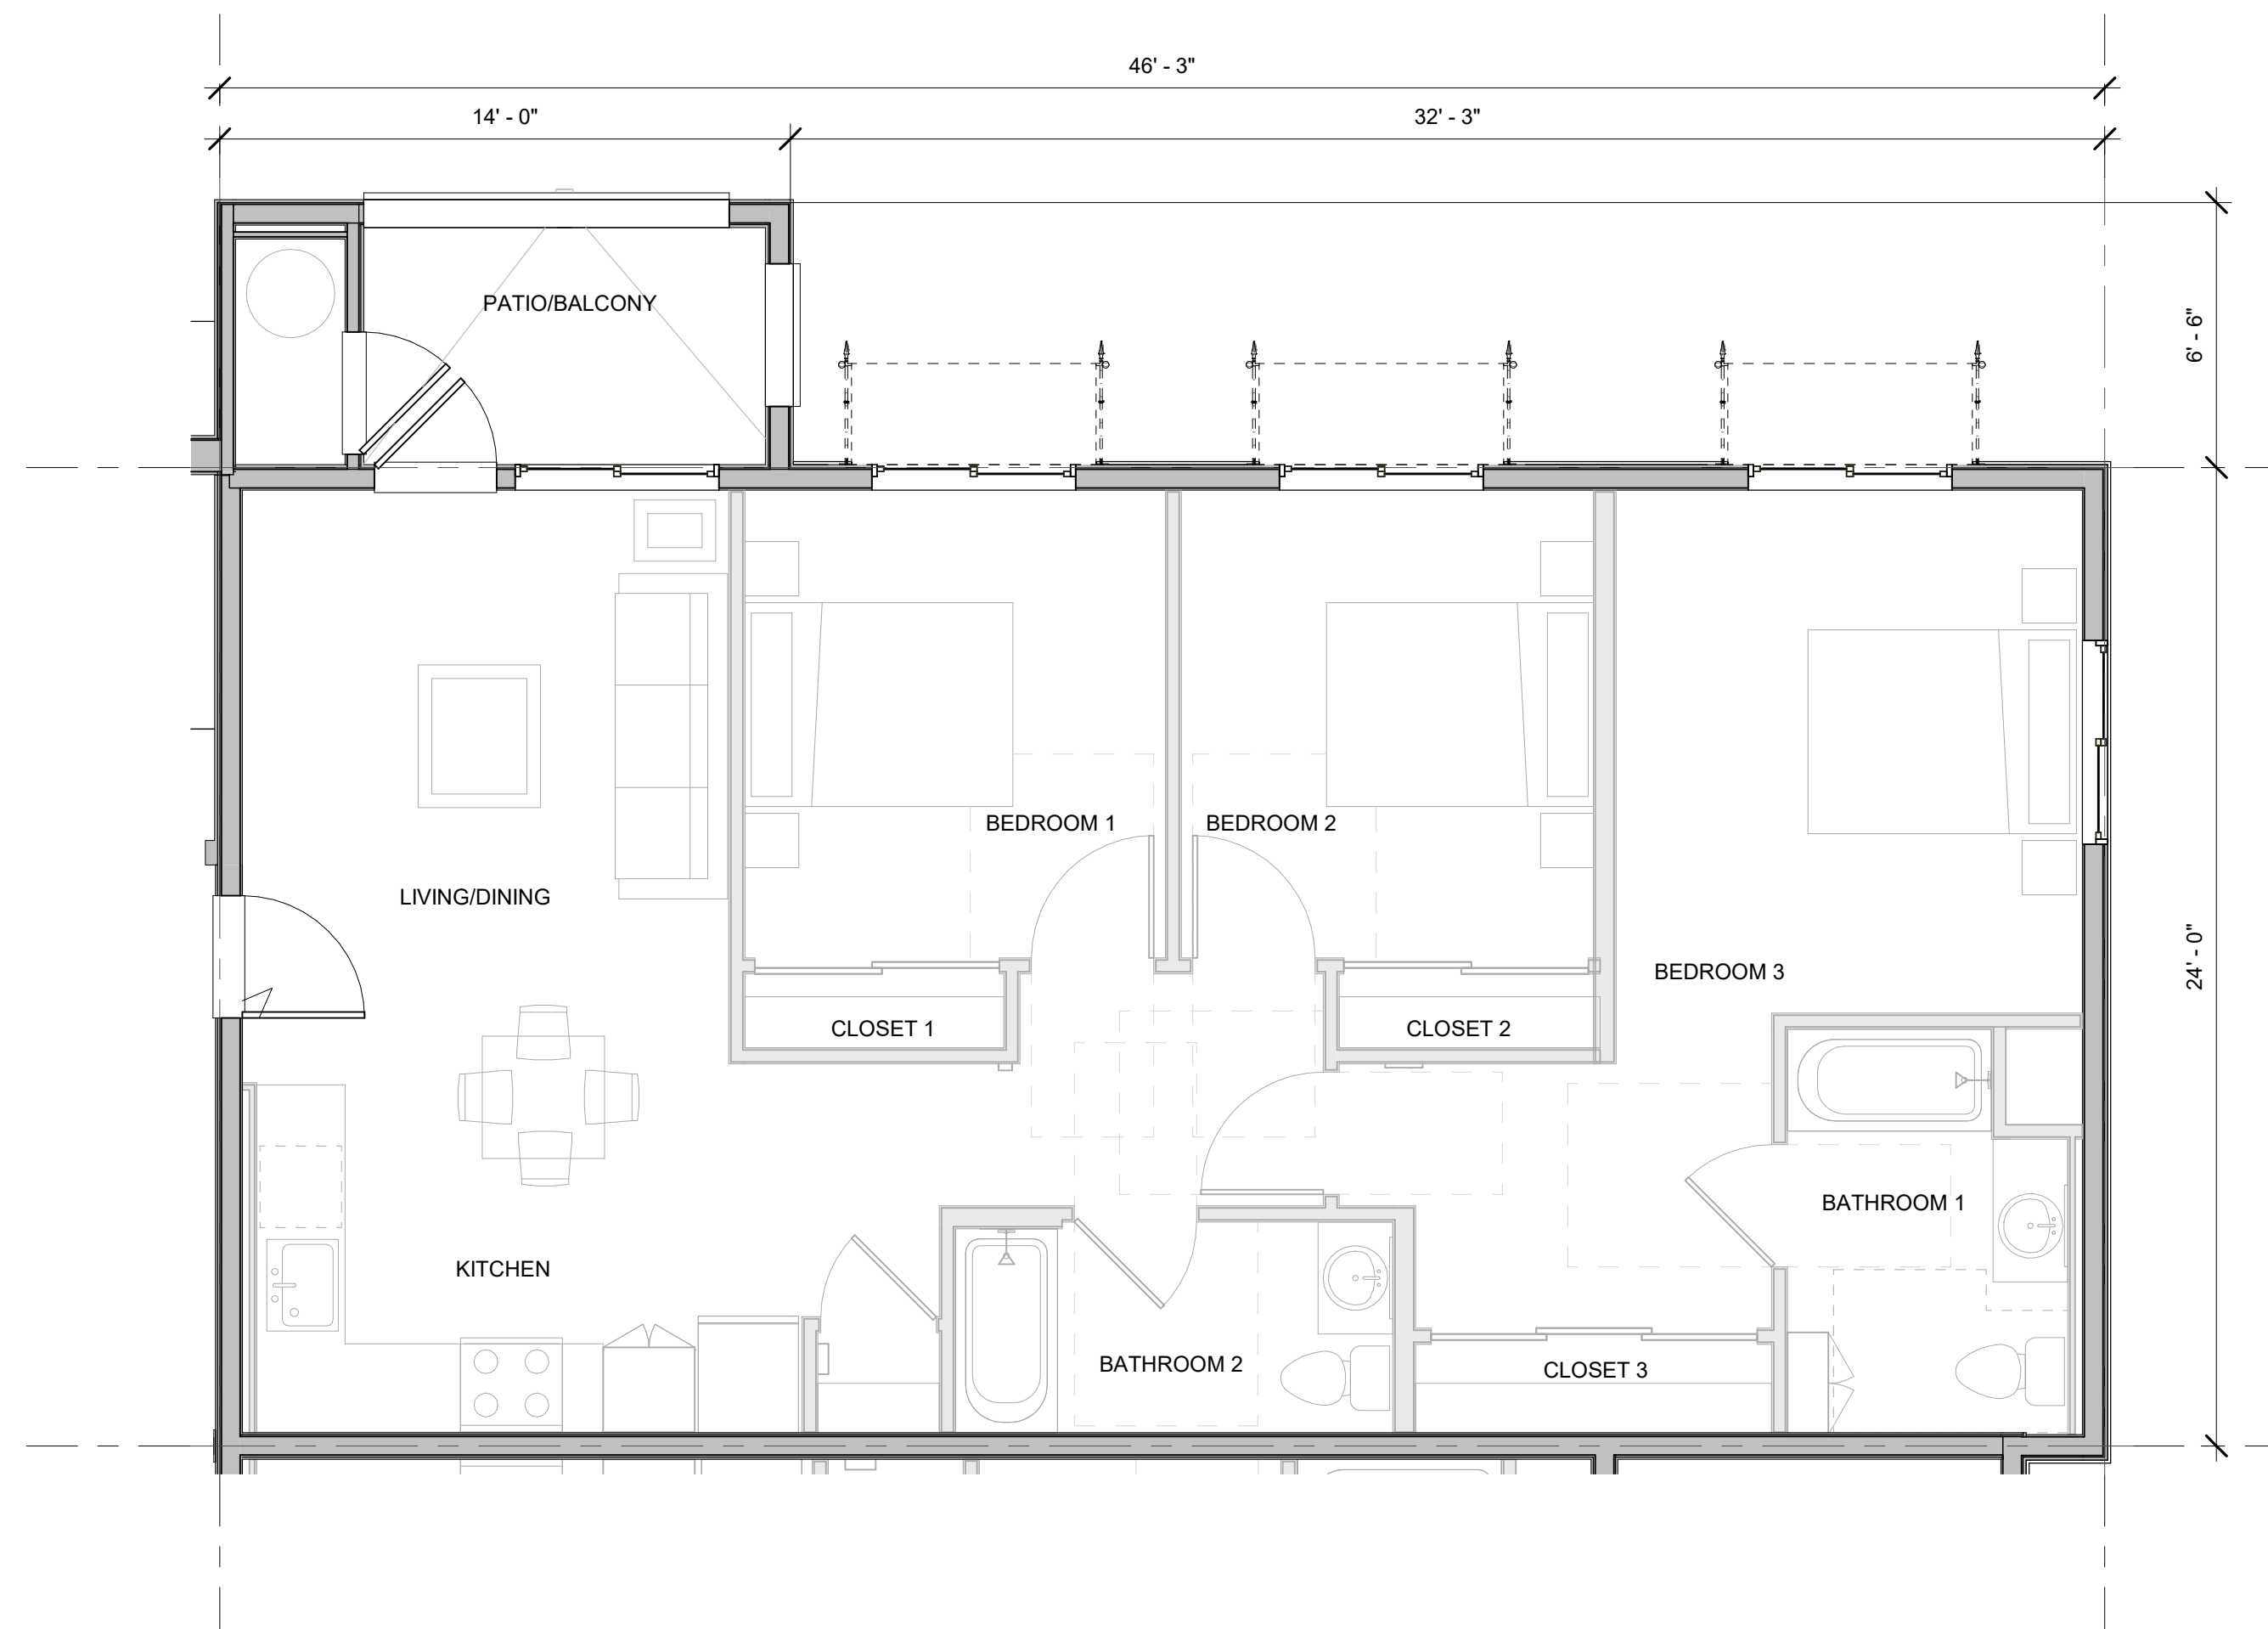 46' - 3"
14' - 0"
32' - 3"
PATIO/BALCONY
6' - 6"
BEDROOM 1
BEDROOM 2
LIVING/DINING
24' - 0"
BEDROOM 3
CLOSET 1
CLOSET 2
BATHROOM 1
KITCHEN
BATHROOM 2
CLOSET 3